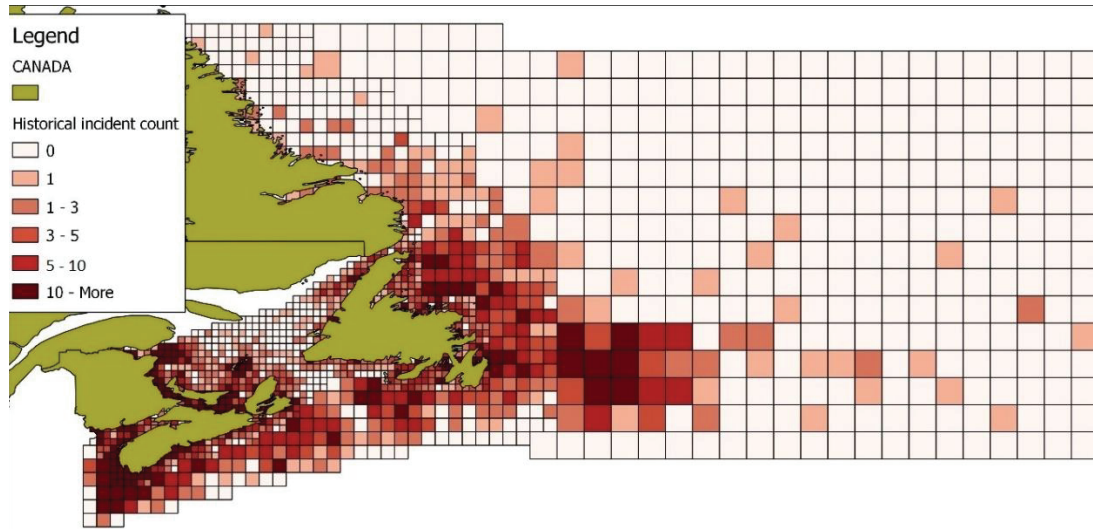 Legend
CANADA
Historical incident count
0
1
1 - 3
3 - 5
5 - 10
10 - More